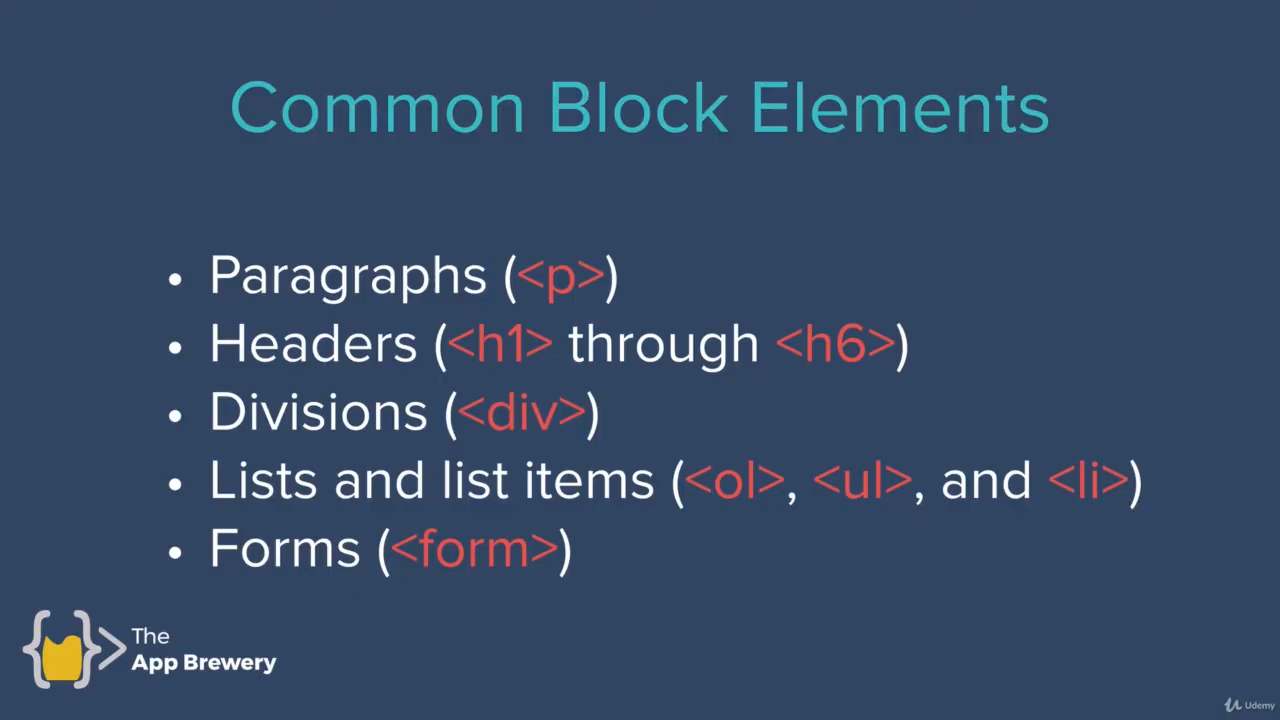 Common Block Elements
• Paragraphs (<p>)
• Headers (<h1> through <h6>)
• Divisions (<div>)
• Lists and list items (<ol>, <ul>, and <li>)
• Forms (<form>)
The
App Brewery
Udemy